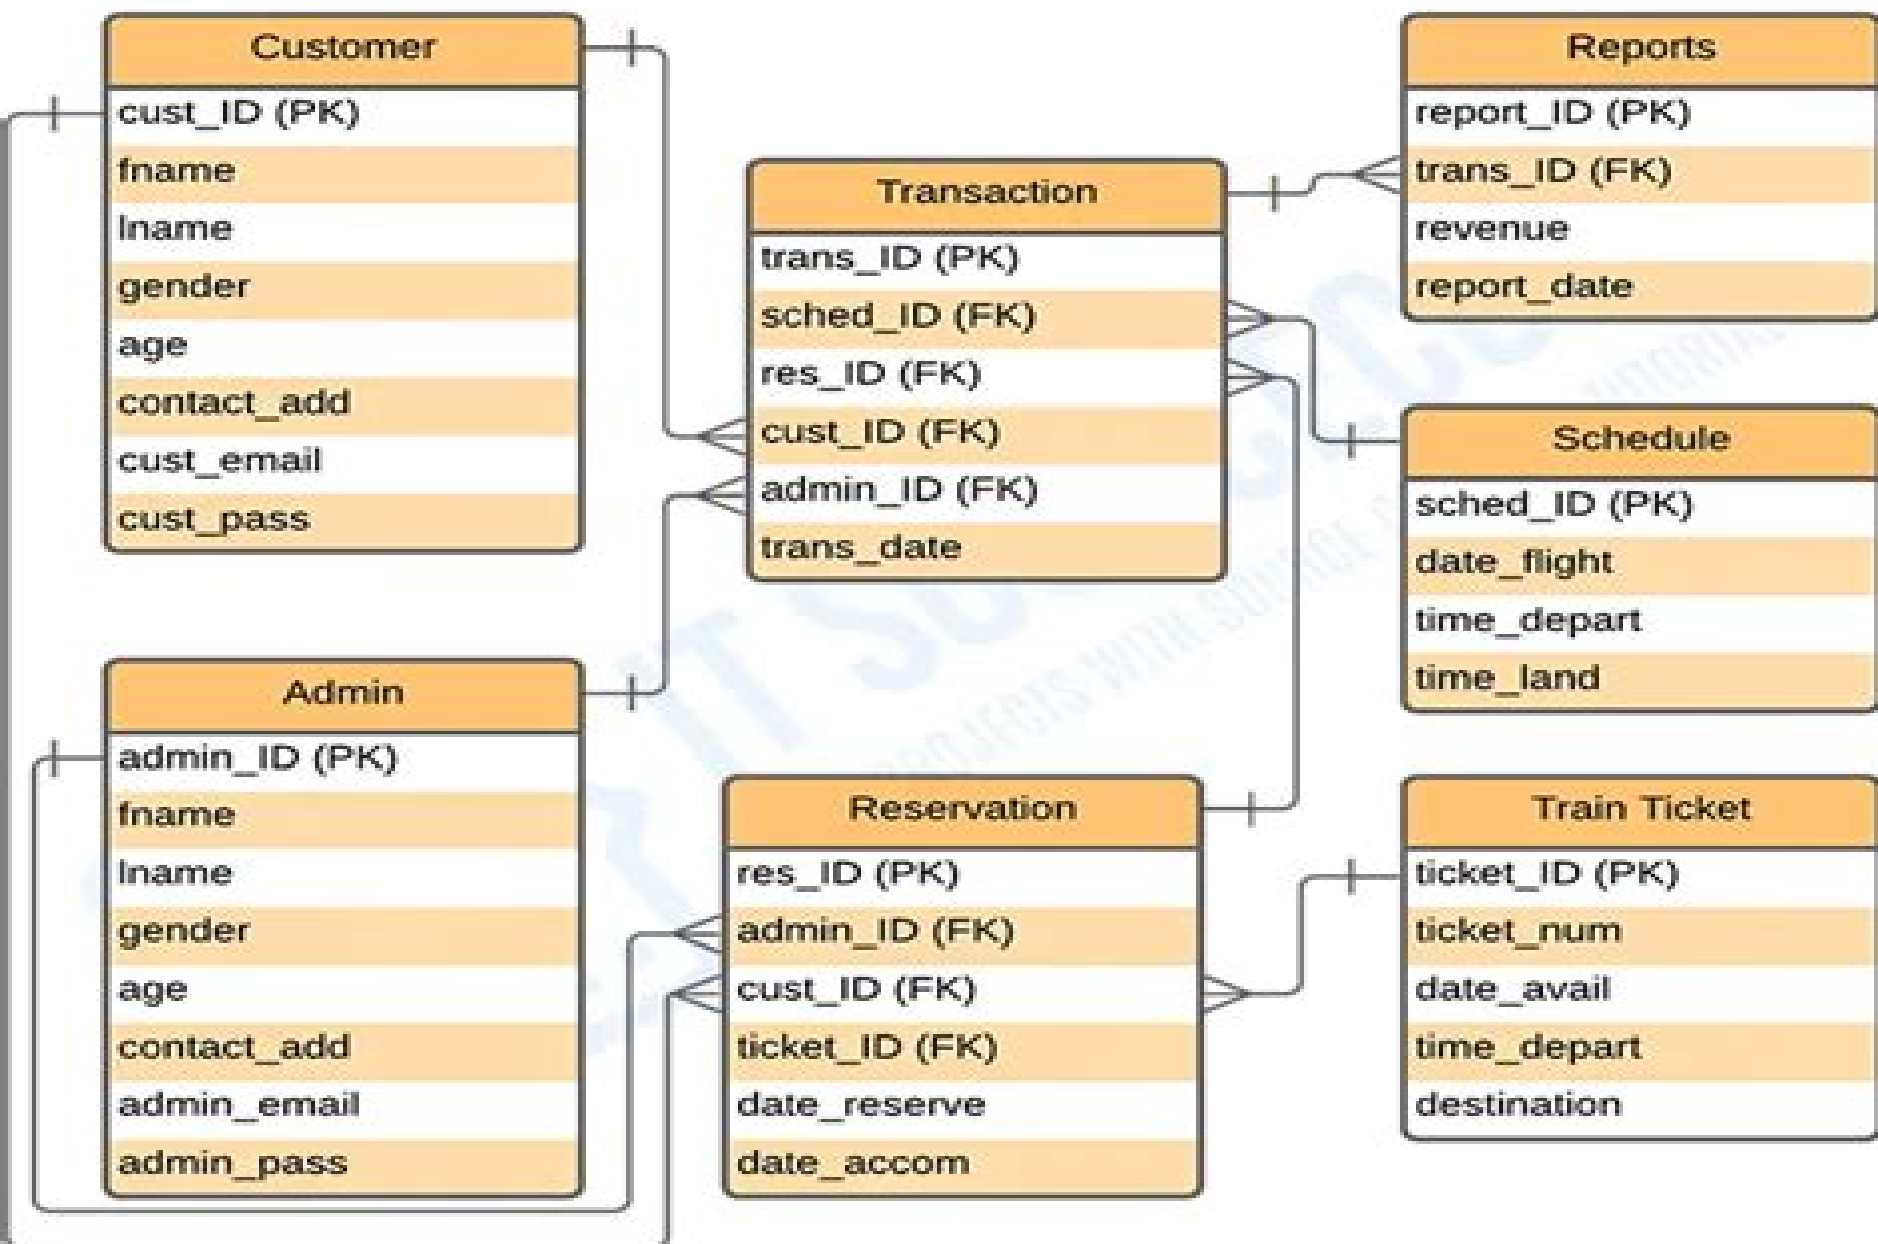 Customer
cust_ID (PK)
fname
lname
gender
age
contact_add
cust_email
cust_pass
Admin
admin_ID (PK)
fname
lname
gender
age
contact_add
admin_email
admin_pass
Transaction
trans_ID (PK)
sched_ID (FK)
res_ID (FK)
cust_ID (FK)
admin_ID (FK)
trans_date
Reservation
res_ID (PK)
admin_ID (FK)
cust_ID (FK)
ticket_ID (FK)
date_reserve
date_accom
Reports
report_ID (PK)
trans_ID (FK)
revenue
report_date
Schedule
sched_ID (PK)
date_flight
time_depart
time_land
Train Ticket
ticket_ID (PK)
ticket_num
date_avail
time_depart
destination
IT
PROJECTS WITH